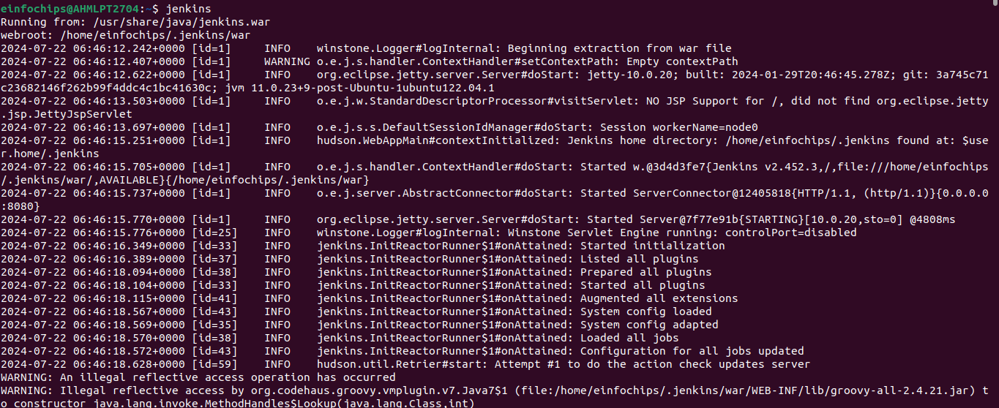 einfochips@AHMLPT2704:~$ jenkins
Running from: /usr/share/java/jenkins.war
webroot: /home/einfochips/.jenkins/war
2024-07-22 06:46:12.242+0000 [id=1]     INFO    winstone.Logger#logInternal: Beginning extraction from war file
2024-07-22 06:46:12.407+0000 [id=1]     WARNING o.e.j.s.handler.ContextHandler#setContextPath: Empty contextPath
2024-07-22 06:46:12.622+0000 [id=1]     INFO    org.eclipse.jetty.server.Server#doStart: jetty-10.0.20; built: 2024-01-29T20:46:45.278Z; git: 3a745c71
c23682146f262b99f4ddc4c1bc41630c; jvm 11.0.23+9-post-Ubuntu-1ubuntu122.04.1
2024-07-22 06:46:13.503+0000 [id=1]     INFO    o.e.j.w.StandardDescriptorProcessor#visitServlet: NO JSP Support for /, did not find org.eclipse.jetty
.jsp.JettyJspServlet
2024-07-22 06:46:13.697+0000 [id=1]     INFO    o.e.j.s.s.DefaultSessionIdManager#doStart: Session workerName=node0
2024-07-22 06:46:15.251+0000 [id=1]     INFO    hudson.WebAppMain#contextInitialized: Jenkins home directory: /home/einfochips/.jenkins found at: $use
r.home/.jenkins
2024-07-22 06:46:15.705+0000 [id=1]     INFO    o.e.j.s.handler.ContextHandler#doStart: Started w.@3d4d3fe7{Jenkins v2.452.3,/,file:///home/einfochips
/.jenkins/war/,AVAILABLE}{/home/einfochips/.jenkins/war}
2024-07-22 06:46:15.737+0000 [id=1]     INFO    o.e.j.server.AbstractConnector#doStart: Started ServerConnector@12405818{HTTP/1.1, (http/1.1)}{0.0.0.0
:8080}
2024-07-22 06:46:15.770+0000 [id=1]     INFO    org.eclipse.jetty.server.Server#doStart: Started Server@7f77e91b{STARTING}[10.0.20,sto=0] @4808ms
2024-07-22 06:46:15.776+0000 [id=25]    INFO    winstone.Logger#logInternal: Winstone Servlet Engine running: controlPort=disabled
2024-07-22 06:46:16.349+0000 [id=33]    INFO    jenkins.InitReactorRunner$1#onAttained: Started initialization
2024-07-22 06:46:16.389+0000 [id=37]    INFO    jenkins.InitReactorRunner$1#onAttained: Listed all plugins
2024-07-22 06:46:18.094+0000 [id=38]    INFO    jenkins.InitReactorRunner$1#onAttained: Prepared all plugins
2024-07-22 06:46:18.104+0000 [id=33]    INFO    jenkins.InitReactorRunner$1#onAttained: Started all plugins
2024-07-22 06:46:18.115+0000 [id=41]    INFO    jenkins.InitReactorRunner$1#onAttained: Augmented all extensions
2024-07-22 06:46:18.567+0000 [id=43]    INFO    jenkins.InitReactorRunner$1#onAttained: System config loaded
2024-07-22 06:46:18.569+0000 [id=35]    INFO    jenkins.InitReactorRunner$1#onAttained: System config adapted
2024-07-22 06:46:18.570+0000 [id=38]    INFO    jenkins.InitReactorRunner$1#onAttained: Loaded all jobs
2024-07-22 06:46:18.572+0000 [id=43]    INFO    jenkins.InitReactorRunner$1#onAttained: Configuration for all jobs updated
2024-07-22 06:46:18.628+0000 [id=59]    INFO    hudson.util.Retrier#start: Attempt #1 to do the action check updates server
WARNING: An illegal reflective access operation has occurred
WARNING: Illegal reflective access by org.codehaus.groovy.vmplugin.v7.Java7$1 (file:/home/einfochips/.jenkins/war/WEB-INF/lib/groovy-all-2.4.21.jar) t
o constructor java.lang.invoke.MethodHandles$Lookup(java.lang.Class,int)